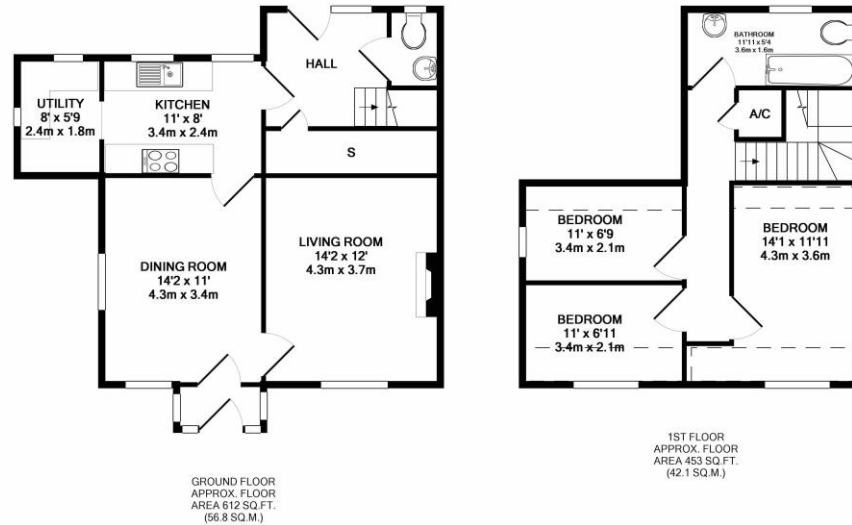 HALL
UTILITY
8' x 5'9
2.4m x 1.8m
KITCHEN
11' x 8'
3.4m x 2.4m
S
DINING ROOM
14'2 x 11'
4.3m x 3.4m
LIVING ROOM
14'2 x 12'
4.3m x 3.7m
GROUND FLOOR
APPROX. FLOOR
AREA 612 SQ.FT.
(56.8 SQ.M.)
BATHROOM
11'11 x 5'4
3.6m x 1.6m
A/C
BEDROOM
11' x 6'9
3.4m x 2.1m
BEDROOM
14'1 x 11'11
4.3m x 3.6m
BEDROOM
11' x 6'11
3.4m x 2.1m
1ST FLOOR
APPROX. FLOOR
AREA 453 SQ.FT.
(42.1 SQ.M.)